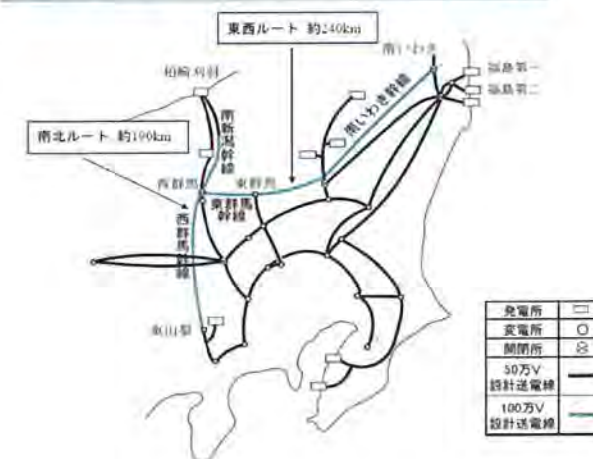 東西ルート 約240km
南いわき
福島第一
福島第二
柏崎刈羽
南北ルート 約190km
南新潟幹線
南いわき幹線
西群馬
東群馬
東群馬
幹線
西群馬幹線
東山梨
発電所
変電所
開閉所
50万V
設計送電線
100万V
設計送電線